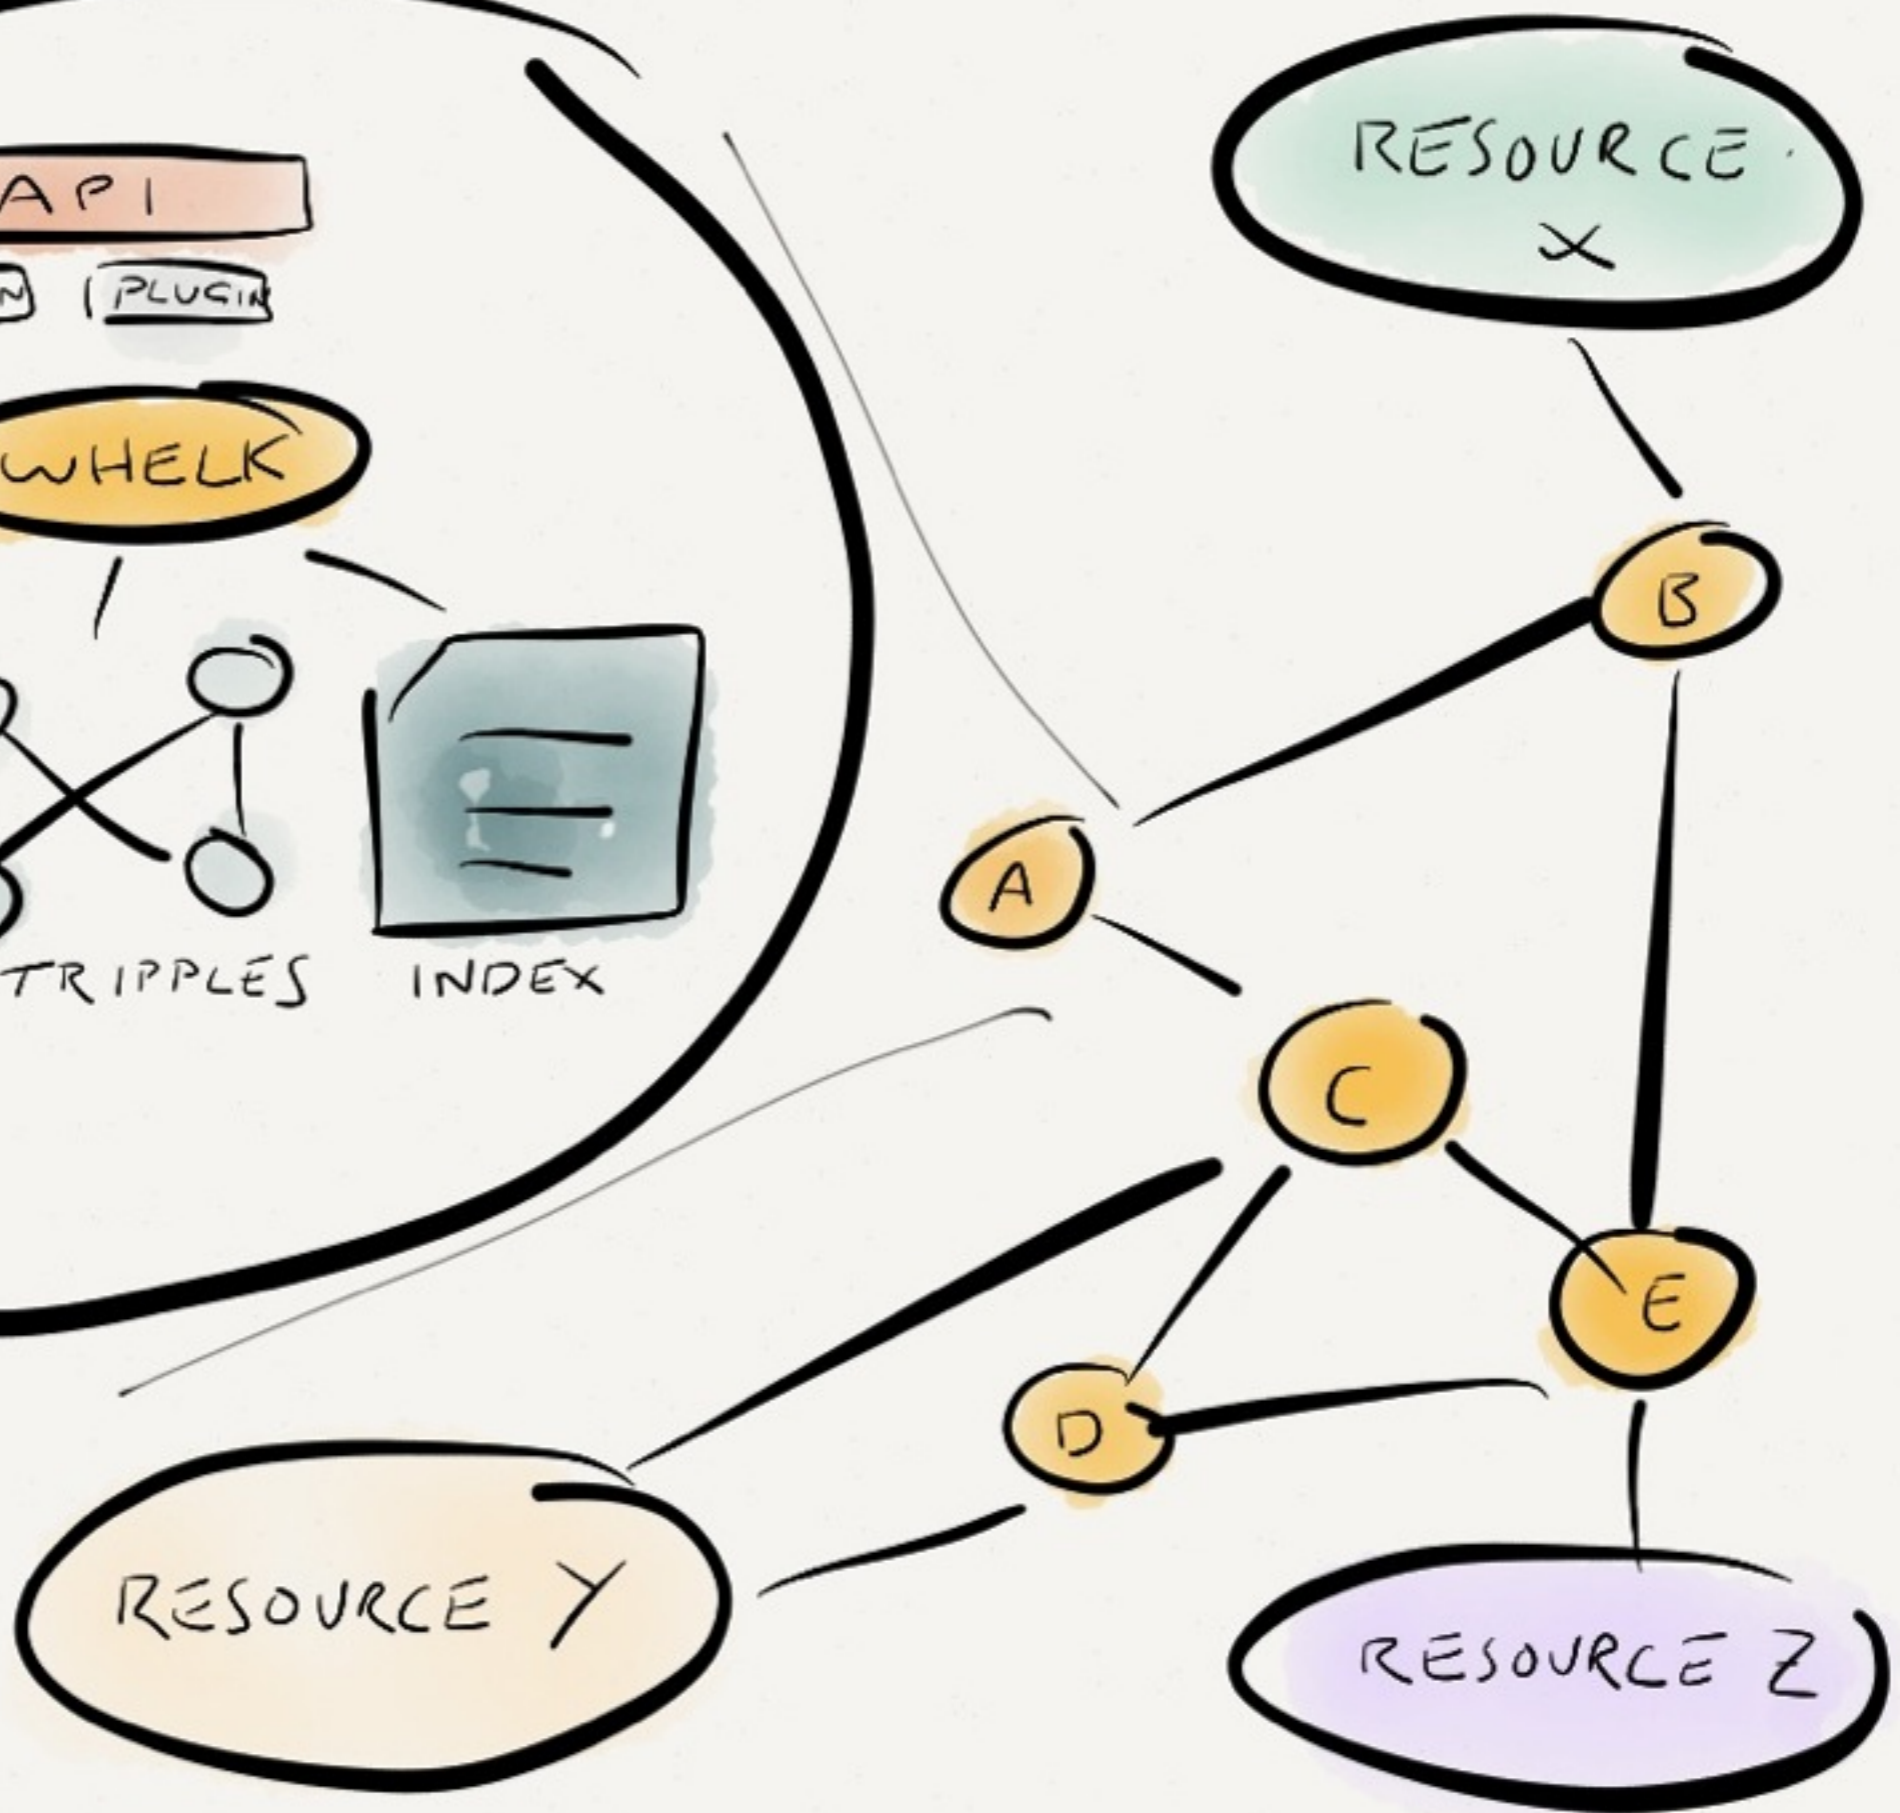 API
PLUGIN
WHELK
TRIPPLES
INDEX
RESOURCE
X
B
A
C
E
D
RESOURCE Y
RESOURCE Z